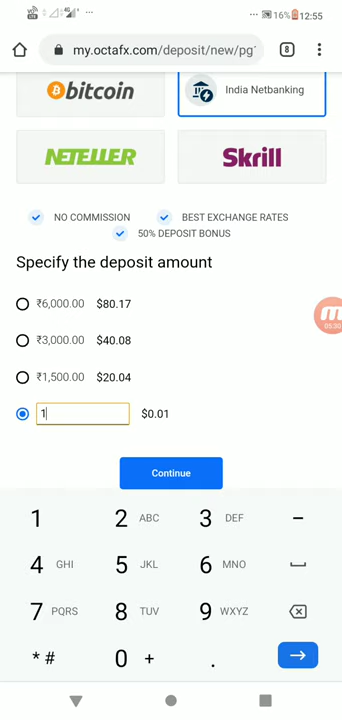 16% 12:55
my.octafx.com/deposit/new/pg
8
bitcoin
India Netbanking
NETELLER
Skrill
NO COMMISSION
BEST EXCHANGE RATES
50% DEPOSIT BONUS
Specify the deposit amount
₹6,000.00 $80.17
₹3,000.00 $40.08
₹1,500.00 $20.04
1 $0.01
05:30
Continue
1 2 ABC 3 DEF –
4 GHI 5 JKL 6 MNO
7 PQRS 8 TUV 9 WXYZ
* # 0 + .